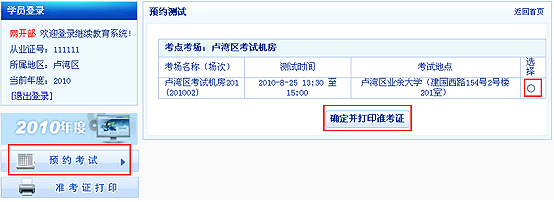 学员登录
网开部 欢迎登录继续教育系统!
从业证号: 111111
所属地区: 卢湾区
当前年度: 2010
[退出登录]
2010年度
预约考试
准考证打印
预约测试 返回首页
考点考场: 卢湾区考试机房
考场名称（场次） 测试时间 考试地点 选择
卢湾区考试机房201 (201002) 2010-8-25 13:30 至 15:00 卢湾区业余大学（建国西路154号2号楼201室）
确定并打印准考证